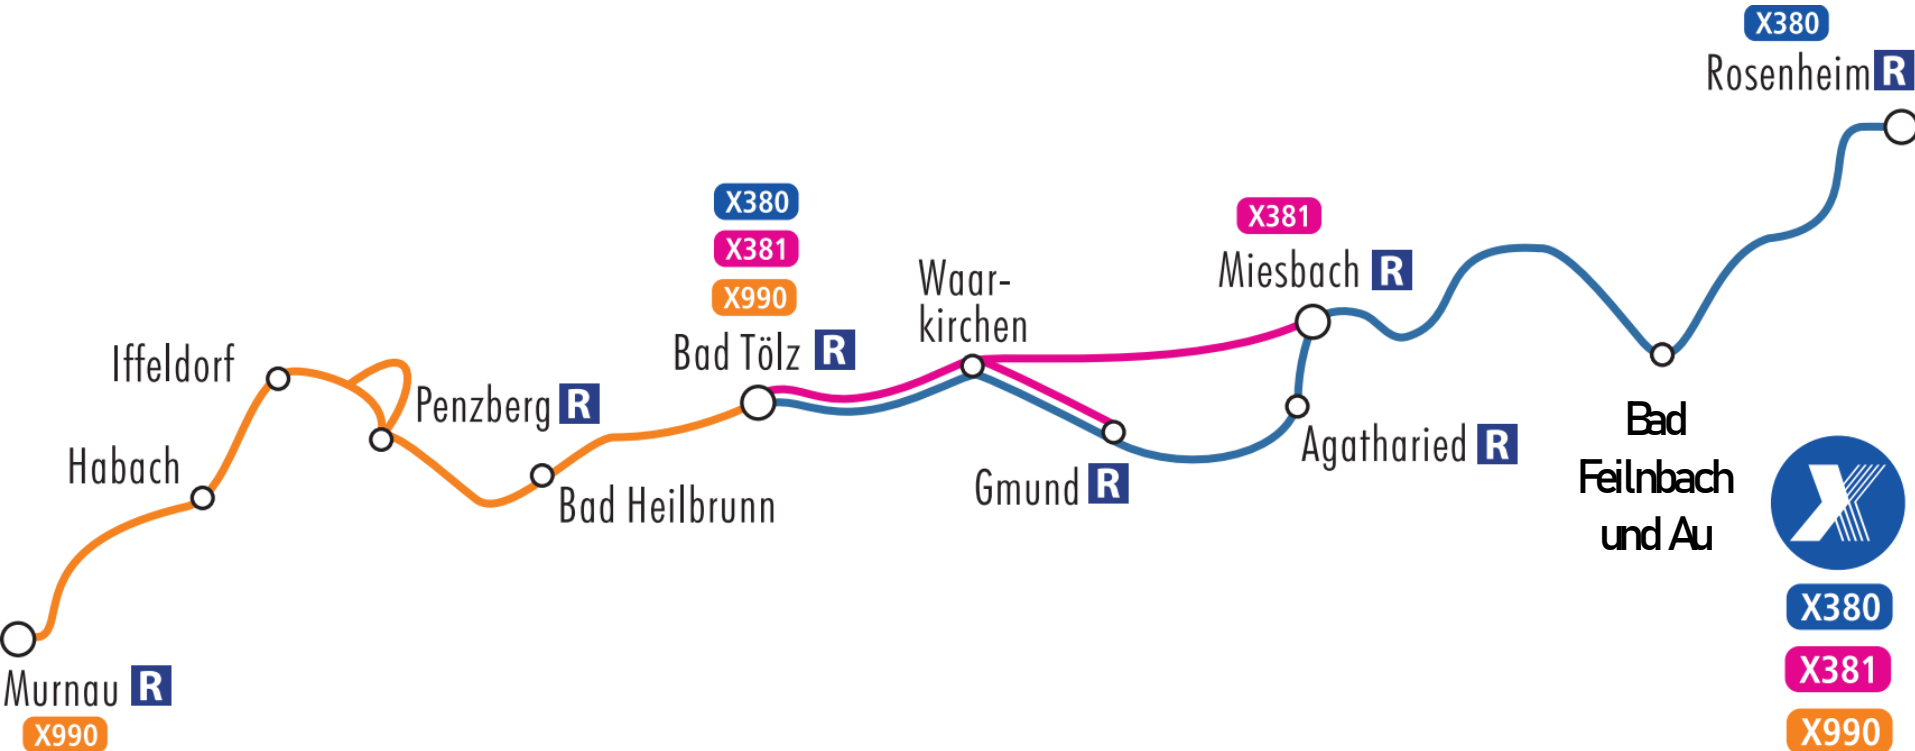 X380
Rosenheim R
X380
X381
X990
Bad Tölz R
Waar-
kirchen
X381
Miesbach R
Iffeldorf
Penzberg R
Habach
Bad Heilbrunn
Gmund R
Agatharied R
Bad
Feilnbach
und Au
Murnau R
X990
X
X380
X381
X990